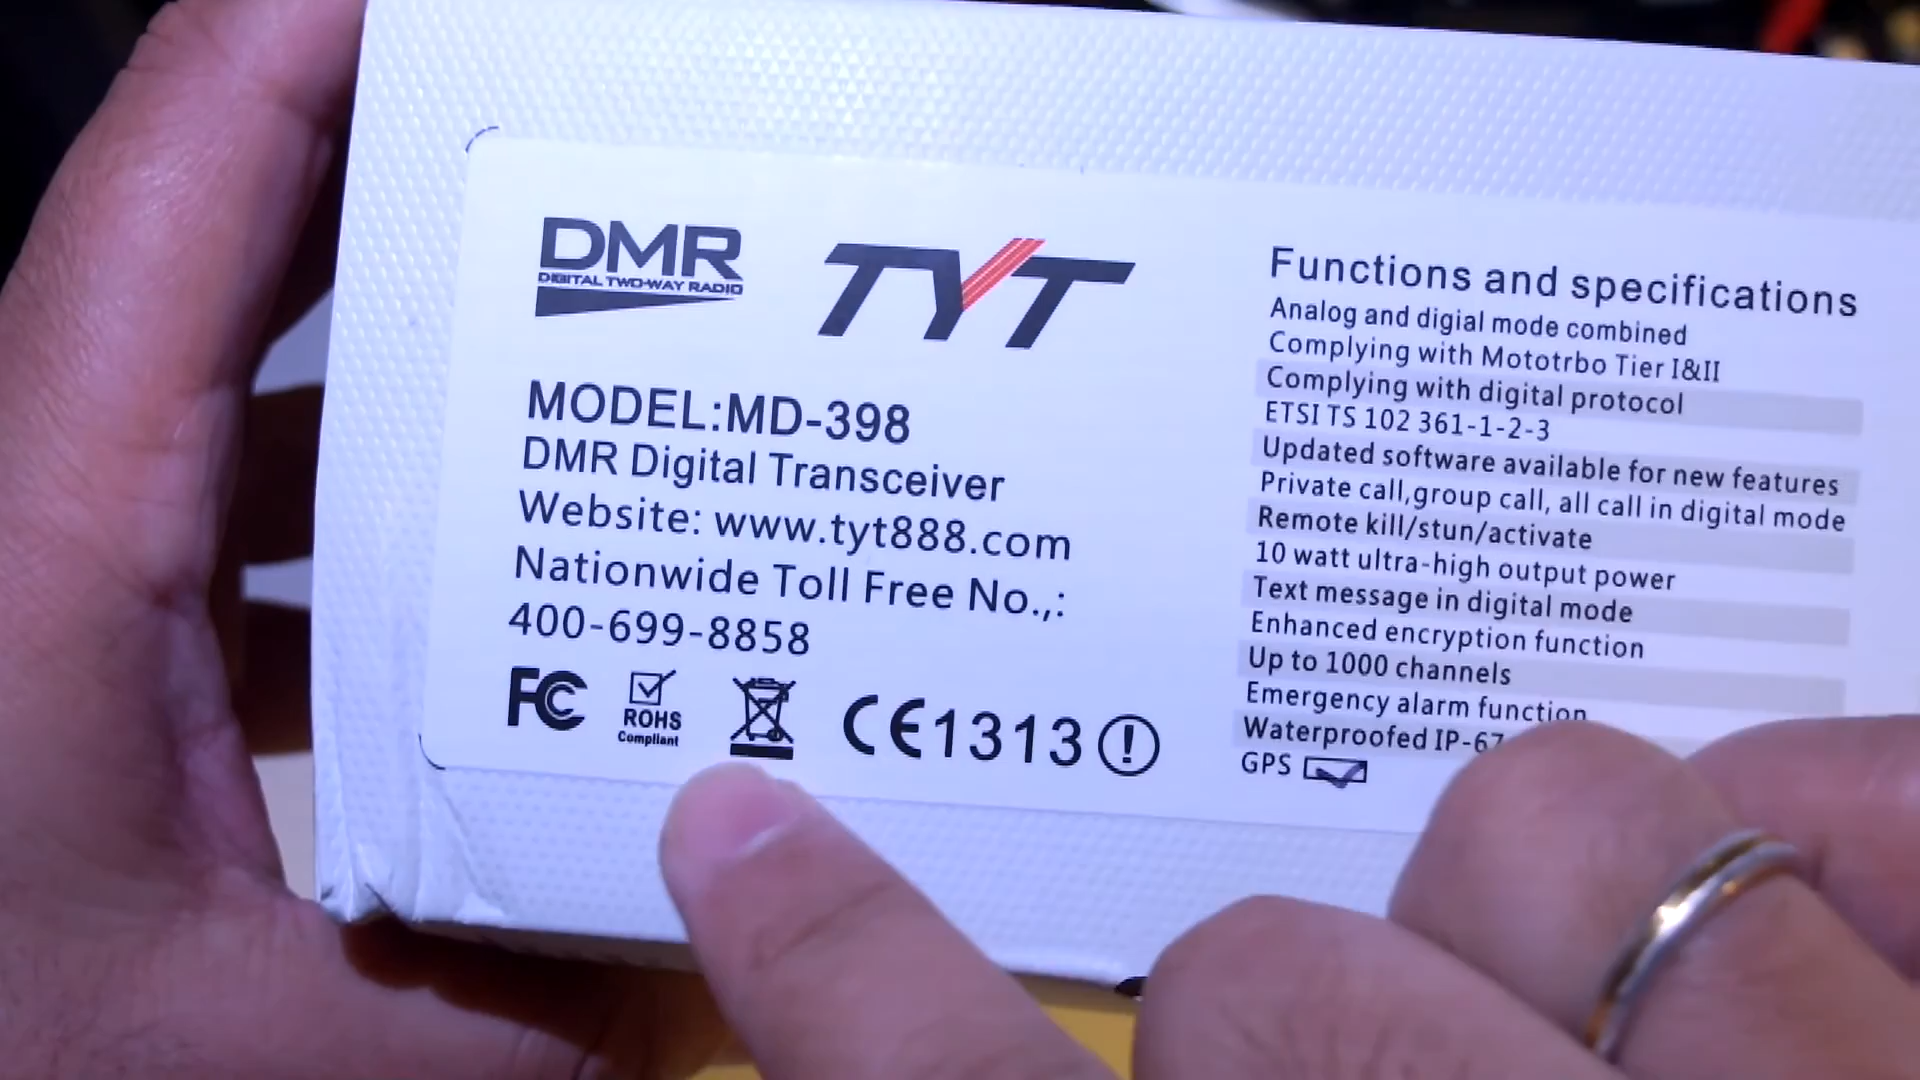 DMR
DIGITAL TWO-WAY RADIO
TYT
MODEL:MD-398
DMR Digital Transceiver
Website: www.tyt888.com
Nationwide Toll Free No.,:
400-699-8858
FC
ROHS
Compliant
CE1313
Functions and specifications
Analog and digial mode combined
Complying with Mototrbo Tier I&II
Complying with digital protocol
ETSI TS 102 361-1-2-3
Updated software available for new features
Private call,group call, all call in digital mode
Remote kill/stun/activate
10 watt ultra-high output power
Text message in digital mode
Enhanced encryption function
Up to 1000 channels
Emergency alarm function
Waterproofed IP-67
GPS